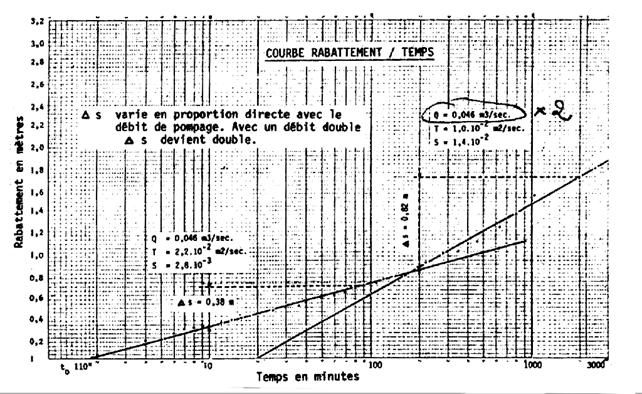 COURBE RABATTEMENT / TEMPS
Rabattement en mètres
3,2
3,0
2,8
2,6
2,4
2,2
2,0
1,8
1,6
1,4
1,2
1,0
0,8
0,6
0,4
0,2
1
Δ s varie en proportion directe avec le
débit de pompage. Avec un débit double
Δ s devient double.
Q = 0,046 m3/sec. x 2
T = 1,0.10⁻² m2/sec.
S = 1,4.10⁻²
Δ s = 0,82 m
Q = 0,046 m3/sec.
T = 2,2.10⁻² m2/sec.
S = 2,8.10⁻³
Δ s = 0,38 m
10
100
1000
3000
Temps en minutes